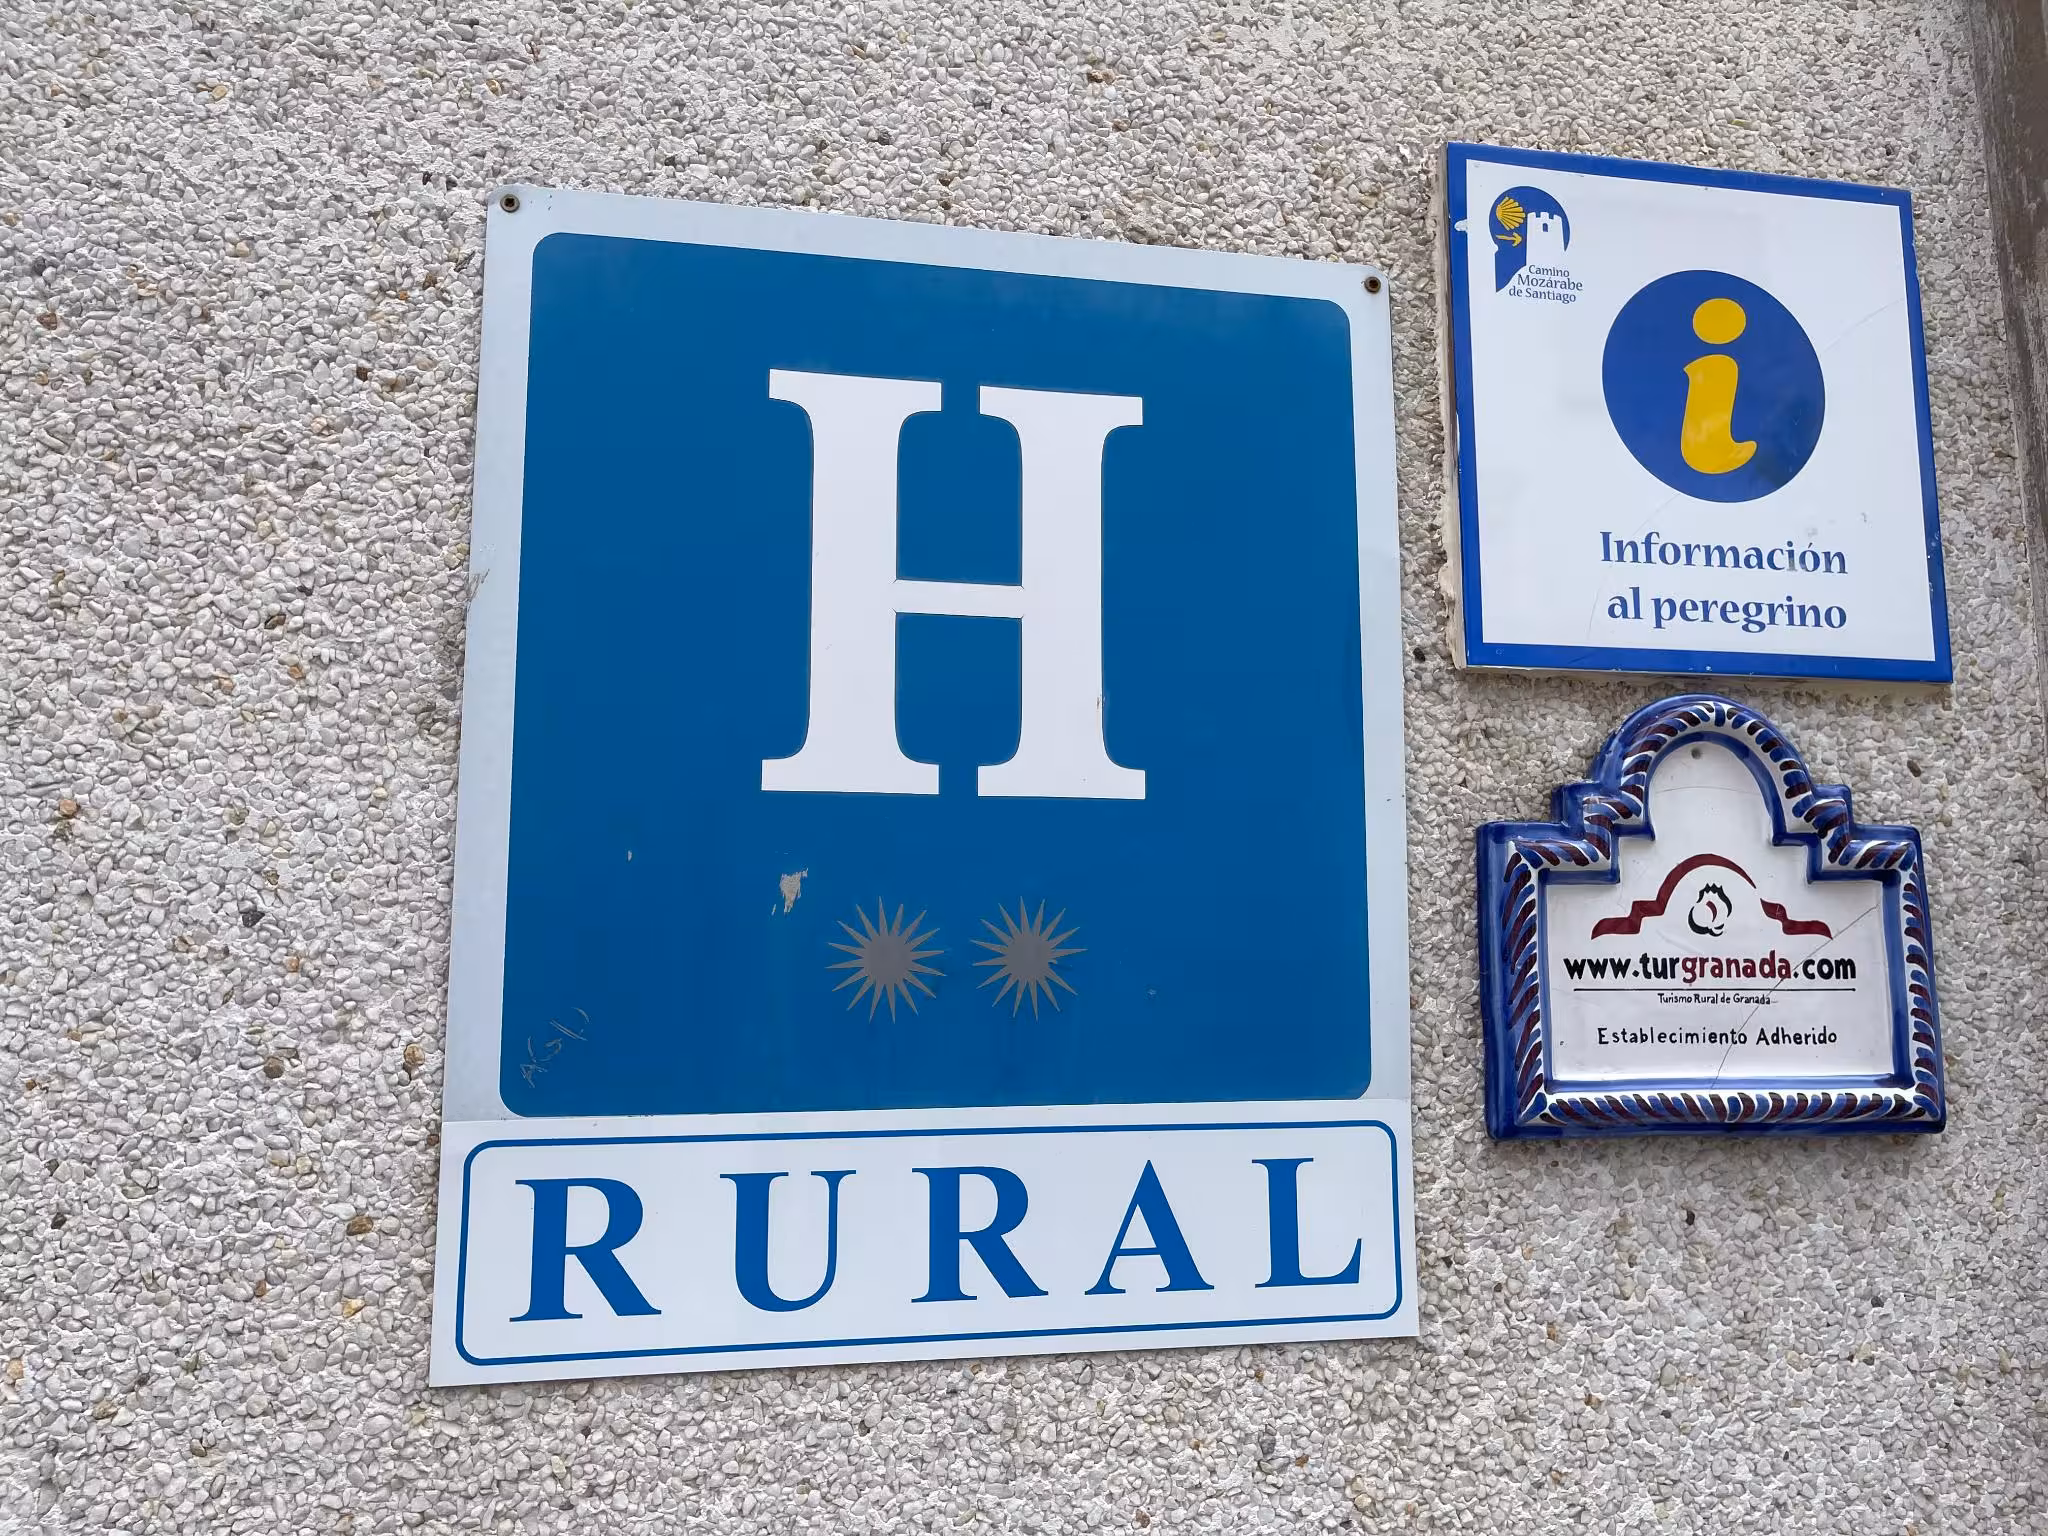 H
RURAL
Camino
Mozárabe
de Santiago
i
Información
al peregrino
www.turgranada.com
Turismo Rural de Granada
Establecimiento Adherido